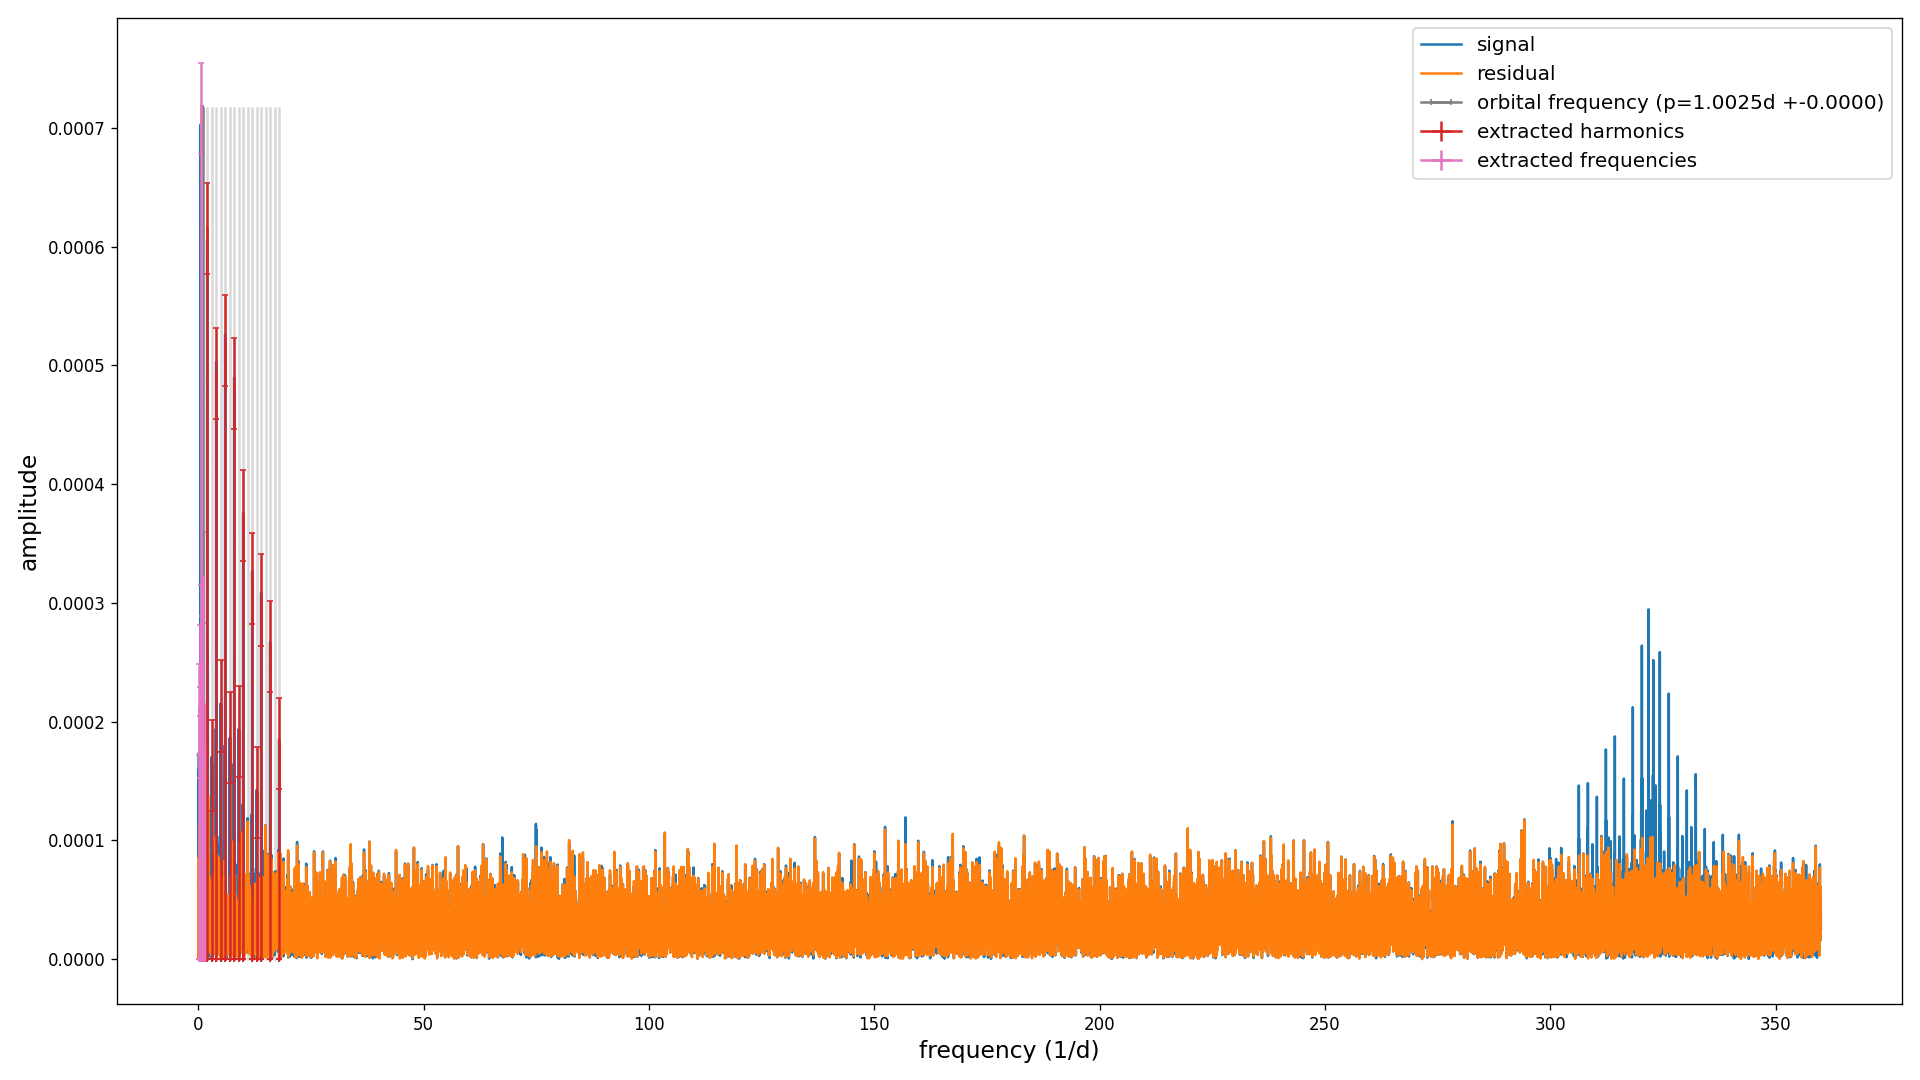 signal
residual
orbital frequency (p=1.0025d +-0.0000)
extracted harmonics
extracted frequencies
0.0007
0.0006
0.0005
0.0004
0.0003
0.0002
0.0001
0.0000
amplitude
0 50 100 150 200 250 300 350
frequency (1/d)